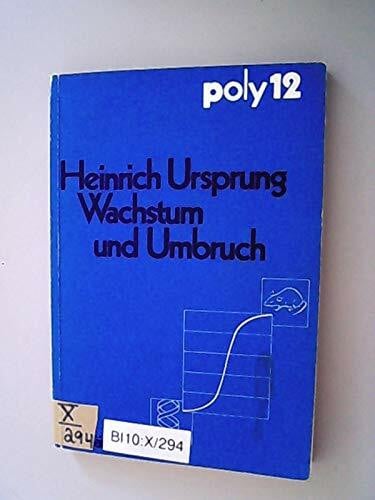 poly 12
Heinrich Ursprung
Wachstum
und Umbruch
X
294
BI10:X/294